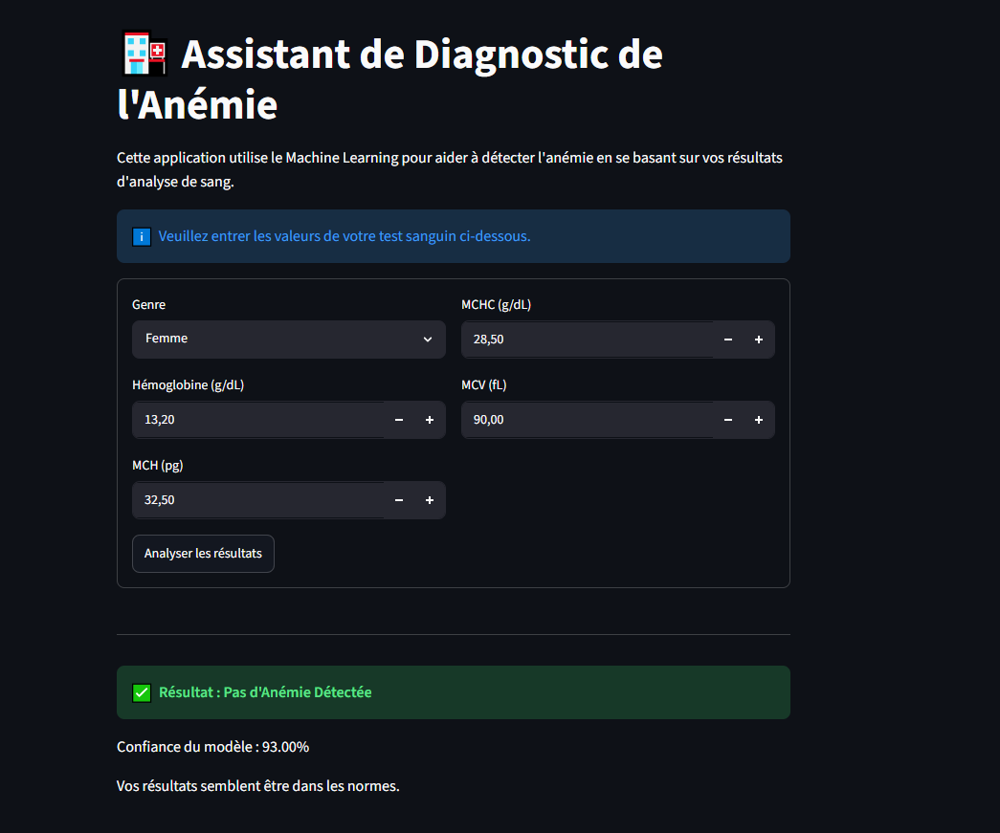 Assistant de Diagnostic de
l'Anémie
Cette application utilise le Machine Learning pour aider à détecter l'anémie en se basant sur vos résultats
d'analyse de sang.
Veuillez entrer les valeurs de votre test sanguin ci-dessous.
Genre
Femme
Hémoglobine (g/dL)
13,20
MCH (pg)
32,50
MCHC (g/dL)
28,50
MCV (fL)
90,00
Analyser les résultats
Résultat : Pas d'Anémie Détectée
Confiance du modèle : 93.00%
Vos résultats semblent être dans les normes.